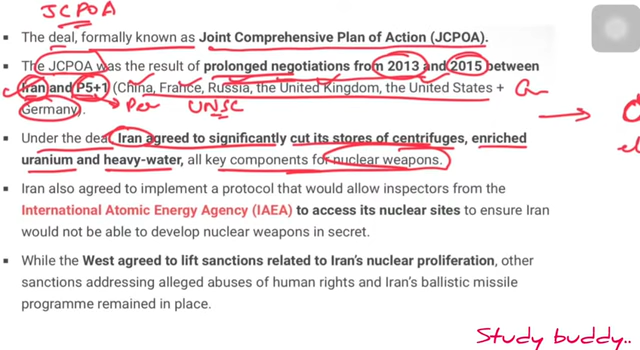 JCPOA
▪ The deal, formally known as Joint Comprehensive Plan of Action (JCPOA).
▪ The JCPOA was the result of prolonged negotiations from 2013 and 2015 between
Iran and P5+1 (China, France, Russia, the United Kingdom, the United States +
Germany).
UNSC
▪ Under the deal Iran agreed to significantly cut its stores of centrifuges, enriched
uranium and heavy-water, all key components for nuclear weapons.
▪ Iran also agreed to implement a protocol that would allow inspectors from the
International Atomic Energy Agency (IAEA) to access its nuclear sites to ensure Iran
would not be able to develop nuclear weapons in secret.
▪ While the West agreed to lift sanctions related to Iran's nuclear proliferation, other
sanctions addressing alleged abuses of human rights and Iran's ballistic missile
programme remained in place.
Study buddy..